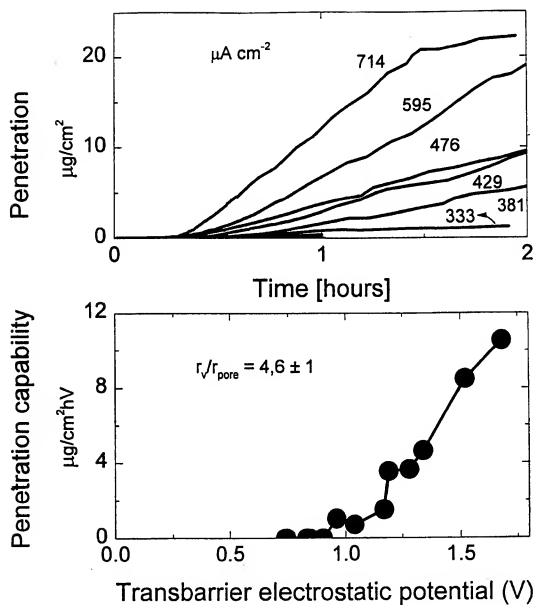 20
10
0
Penetration
μg/cm²
μA cm⁻²
714
595
476
429
381
333
0
1
2
Time [hours]
12
8
4
0
Penetration capability
μg/cm²hV
rᵥ/rₚₒᵣₑ = 4,6 ± 1
0.0
0.5
1.0
1.5
Transbarrier electrostatic potential (V)